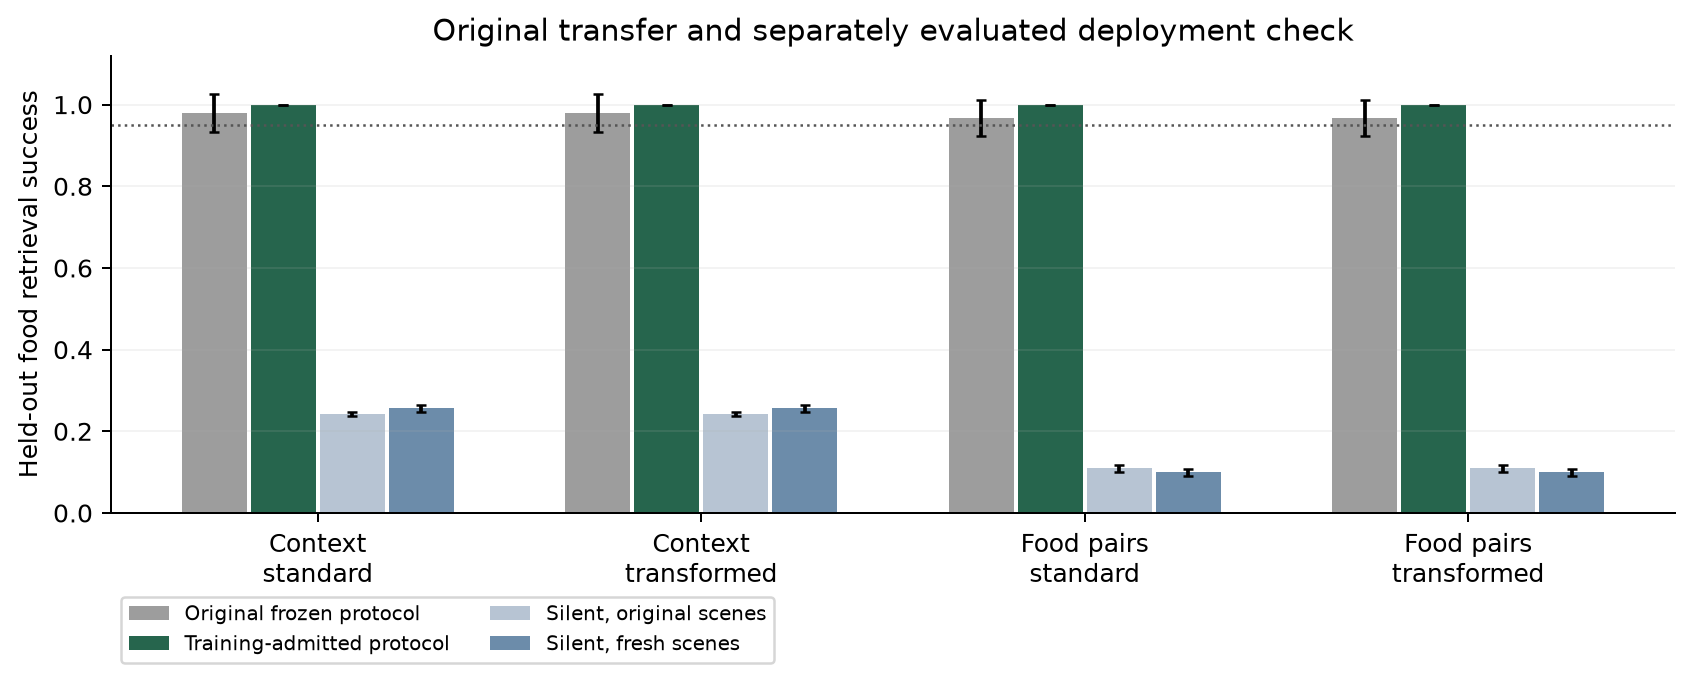 Original transfer and separately evaluated deployment check
Held-out food retrieval success
1.0
0.8
0.6
0.4
0.2
0.0
Context
standard
Context
transformed
Food pairs
standard
Food pairs
transformed
Original frozen protocol
Training-admitted protocol
Silent, original scenes
Silent, fresh scenes